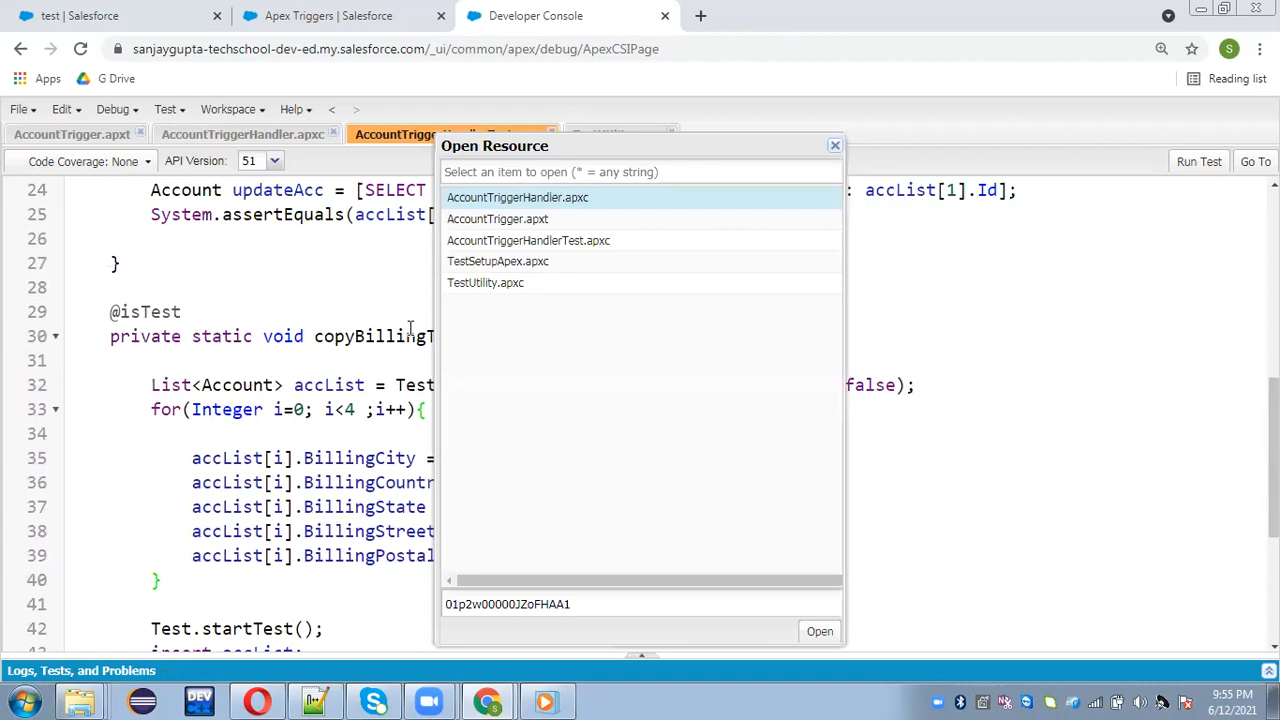 test | Salesforce
Apex Triggers | Salesforce
Developer Console
sanjaygupta-techschool-dev-ed.my.salesforce.com/_ui/common/apex/debug/ApexCSIPage
S
Apps
G Drive
Reading list
File
Edit
Debug
Test
Workspace
Help
<
>
AccountTrigger.apxt
AccountTriggerHandler.apxc
Code Coverage: None
API Version:
51
Run Test
Go To
24 Account updateAcc = [SELECT : accList[1].Id];
25 System.assertEquals(accList[
26
27 }
28
29 @isTest
30 private static void copyBillingT
31
32 List<Account> accList = Test false);
33 for(Integer i=0; i<4 ;i++){
34
35 accList[i].BillingCity =
36 accList[i].BillingCountr
37 accList[i].BillingState
38 accList[i].BillingStreet
39 accList[i].BillingPostal
40 }
41
42 Test.startTest();
Open Resource
Select an item to open (* = any string)
AccountTriggerHandler.apxc
AccountTrigger.apxt
AccountTriggerHandlerTest.apxc
TestSetupApex.apxc
TestUtility.apxc
01p2w00000JZoFHAA1
Open
Logs, Tests, and Problems
DEV
9:55 PM
6/12/2021